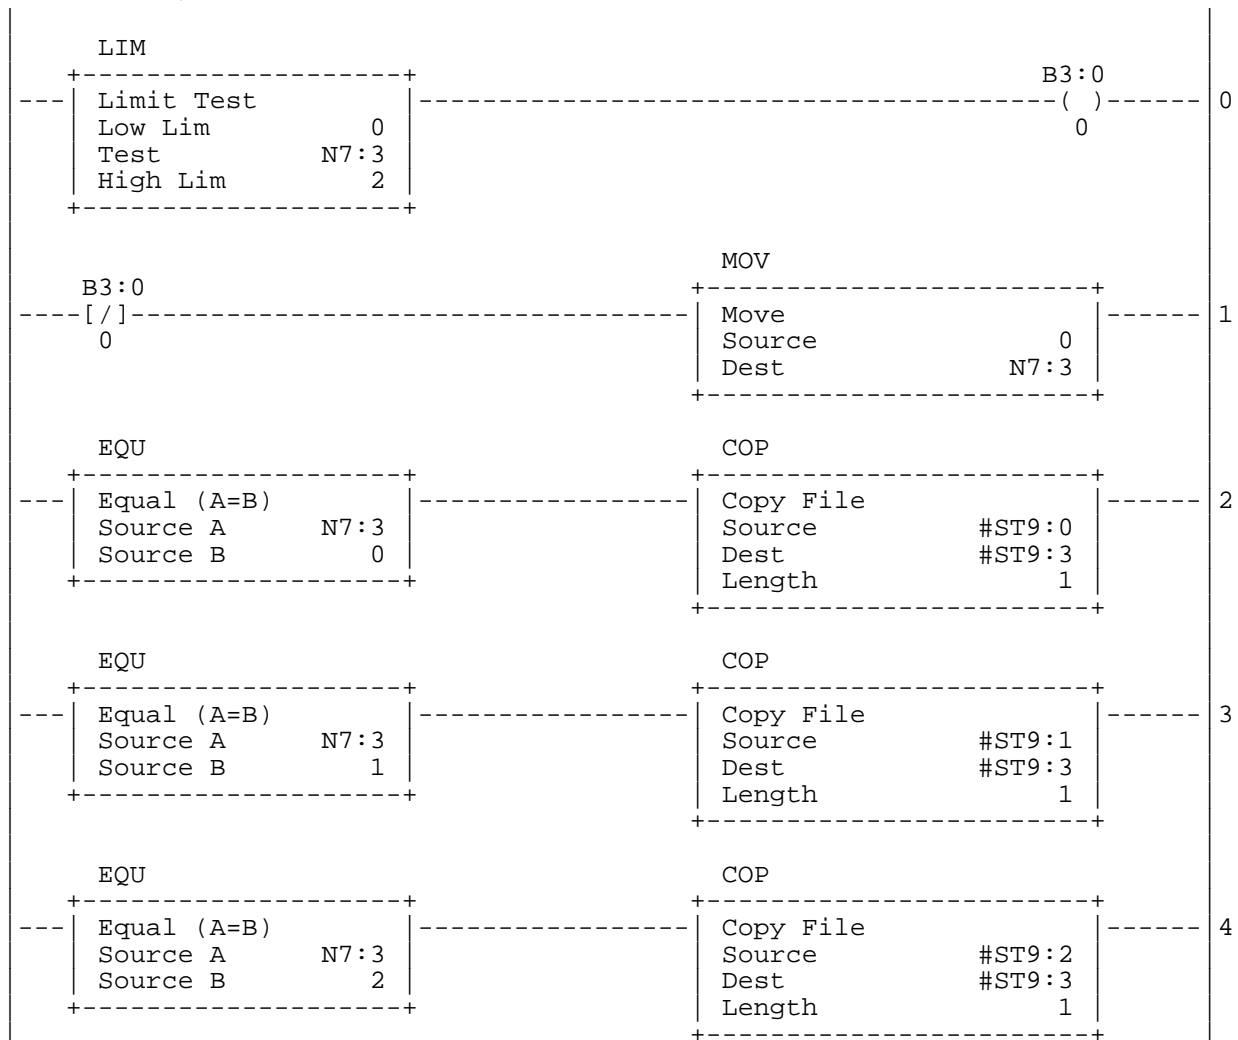 LIM
+---------------------+
B3:0
---| Limit Test |----------------------------------------( )------ 0
Low Lim 0
0
Test N7:3
High Lim 2
+---------------------+
MOV
B3:0
+------------------------+
----[/]-----------------------------------| Move |------ 1
0
Source 0
Dest N7:3
+------------------------+
EQU COP
+---------------------+ +------------------------+
---| Equal (A=B) |-----------------| Copy File |------ 2
Source A N7:3 Source #ST9:0
Source B 0 Dest #ST9:3
+---------------------+ Length 1
+------------------------+
EQU COP
+---------------------+ +------------------------+
---| Equal (A=B) |-----------------| Copy File |------ 3
Source A N7:3 Source #ST9:1
Source B 1 Dest #ST9:3
+---------------------+ Length 1
+------------------------+
EQU COP
+---------------------+ +------------------------+
---| Equal (A=B) |-----------------| Copy File |------ 4
Source A N7:3 Source #ST9:2
Source B 2 Dest #ST9:3
+---------------------+ Length 1
+------------------------+